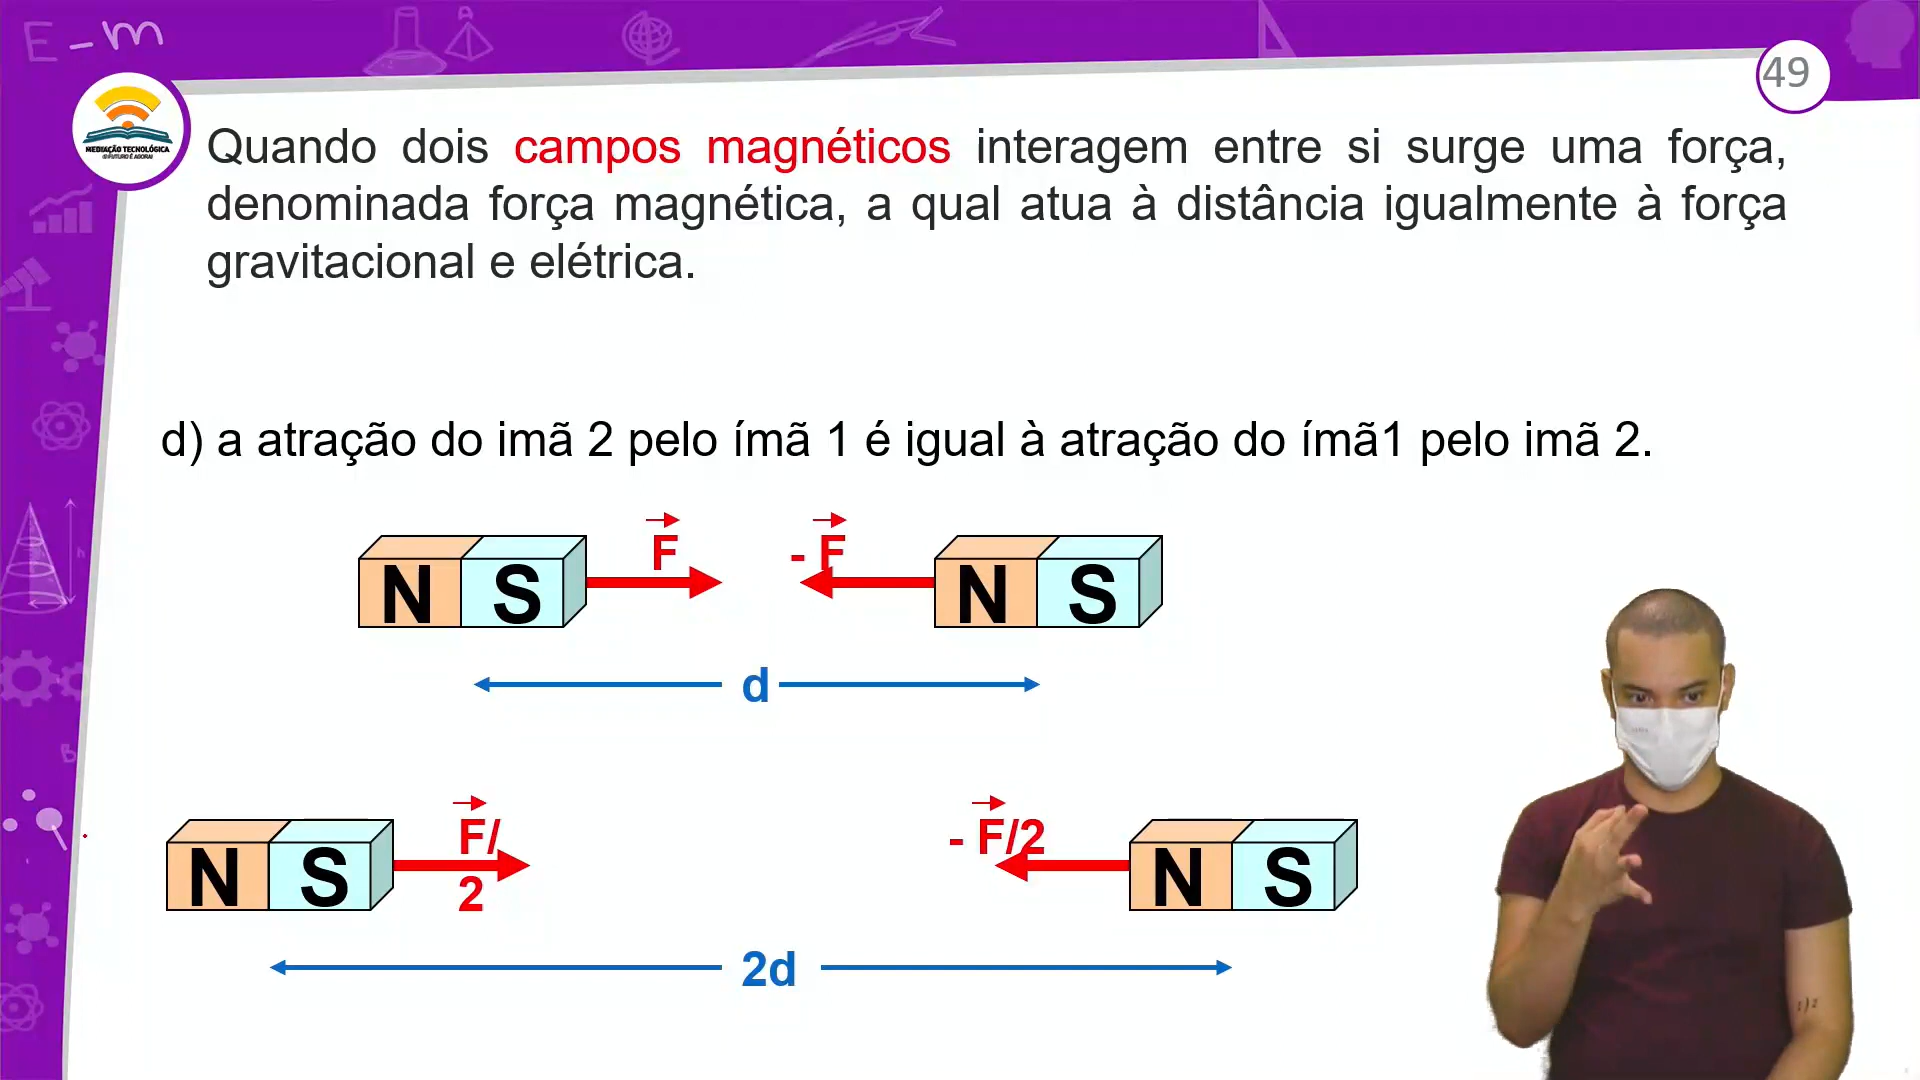 E - m
49
MEDIAÇÃO TECNOLÓGICA
Quando dois campos magnéticos interagem entre si surge uma força,
denominada força magnética, a qual atua à distância igualmente à força
gravitacional e elétrica.
d) a atração do imã 2 pelo ímã 1 é igual à atração do ímã1 pelo imã 2.
N S F - F N S
d
N S F/ - F/2 N S
2
2d